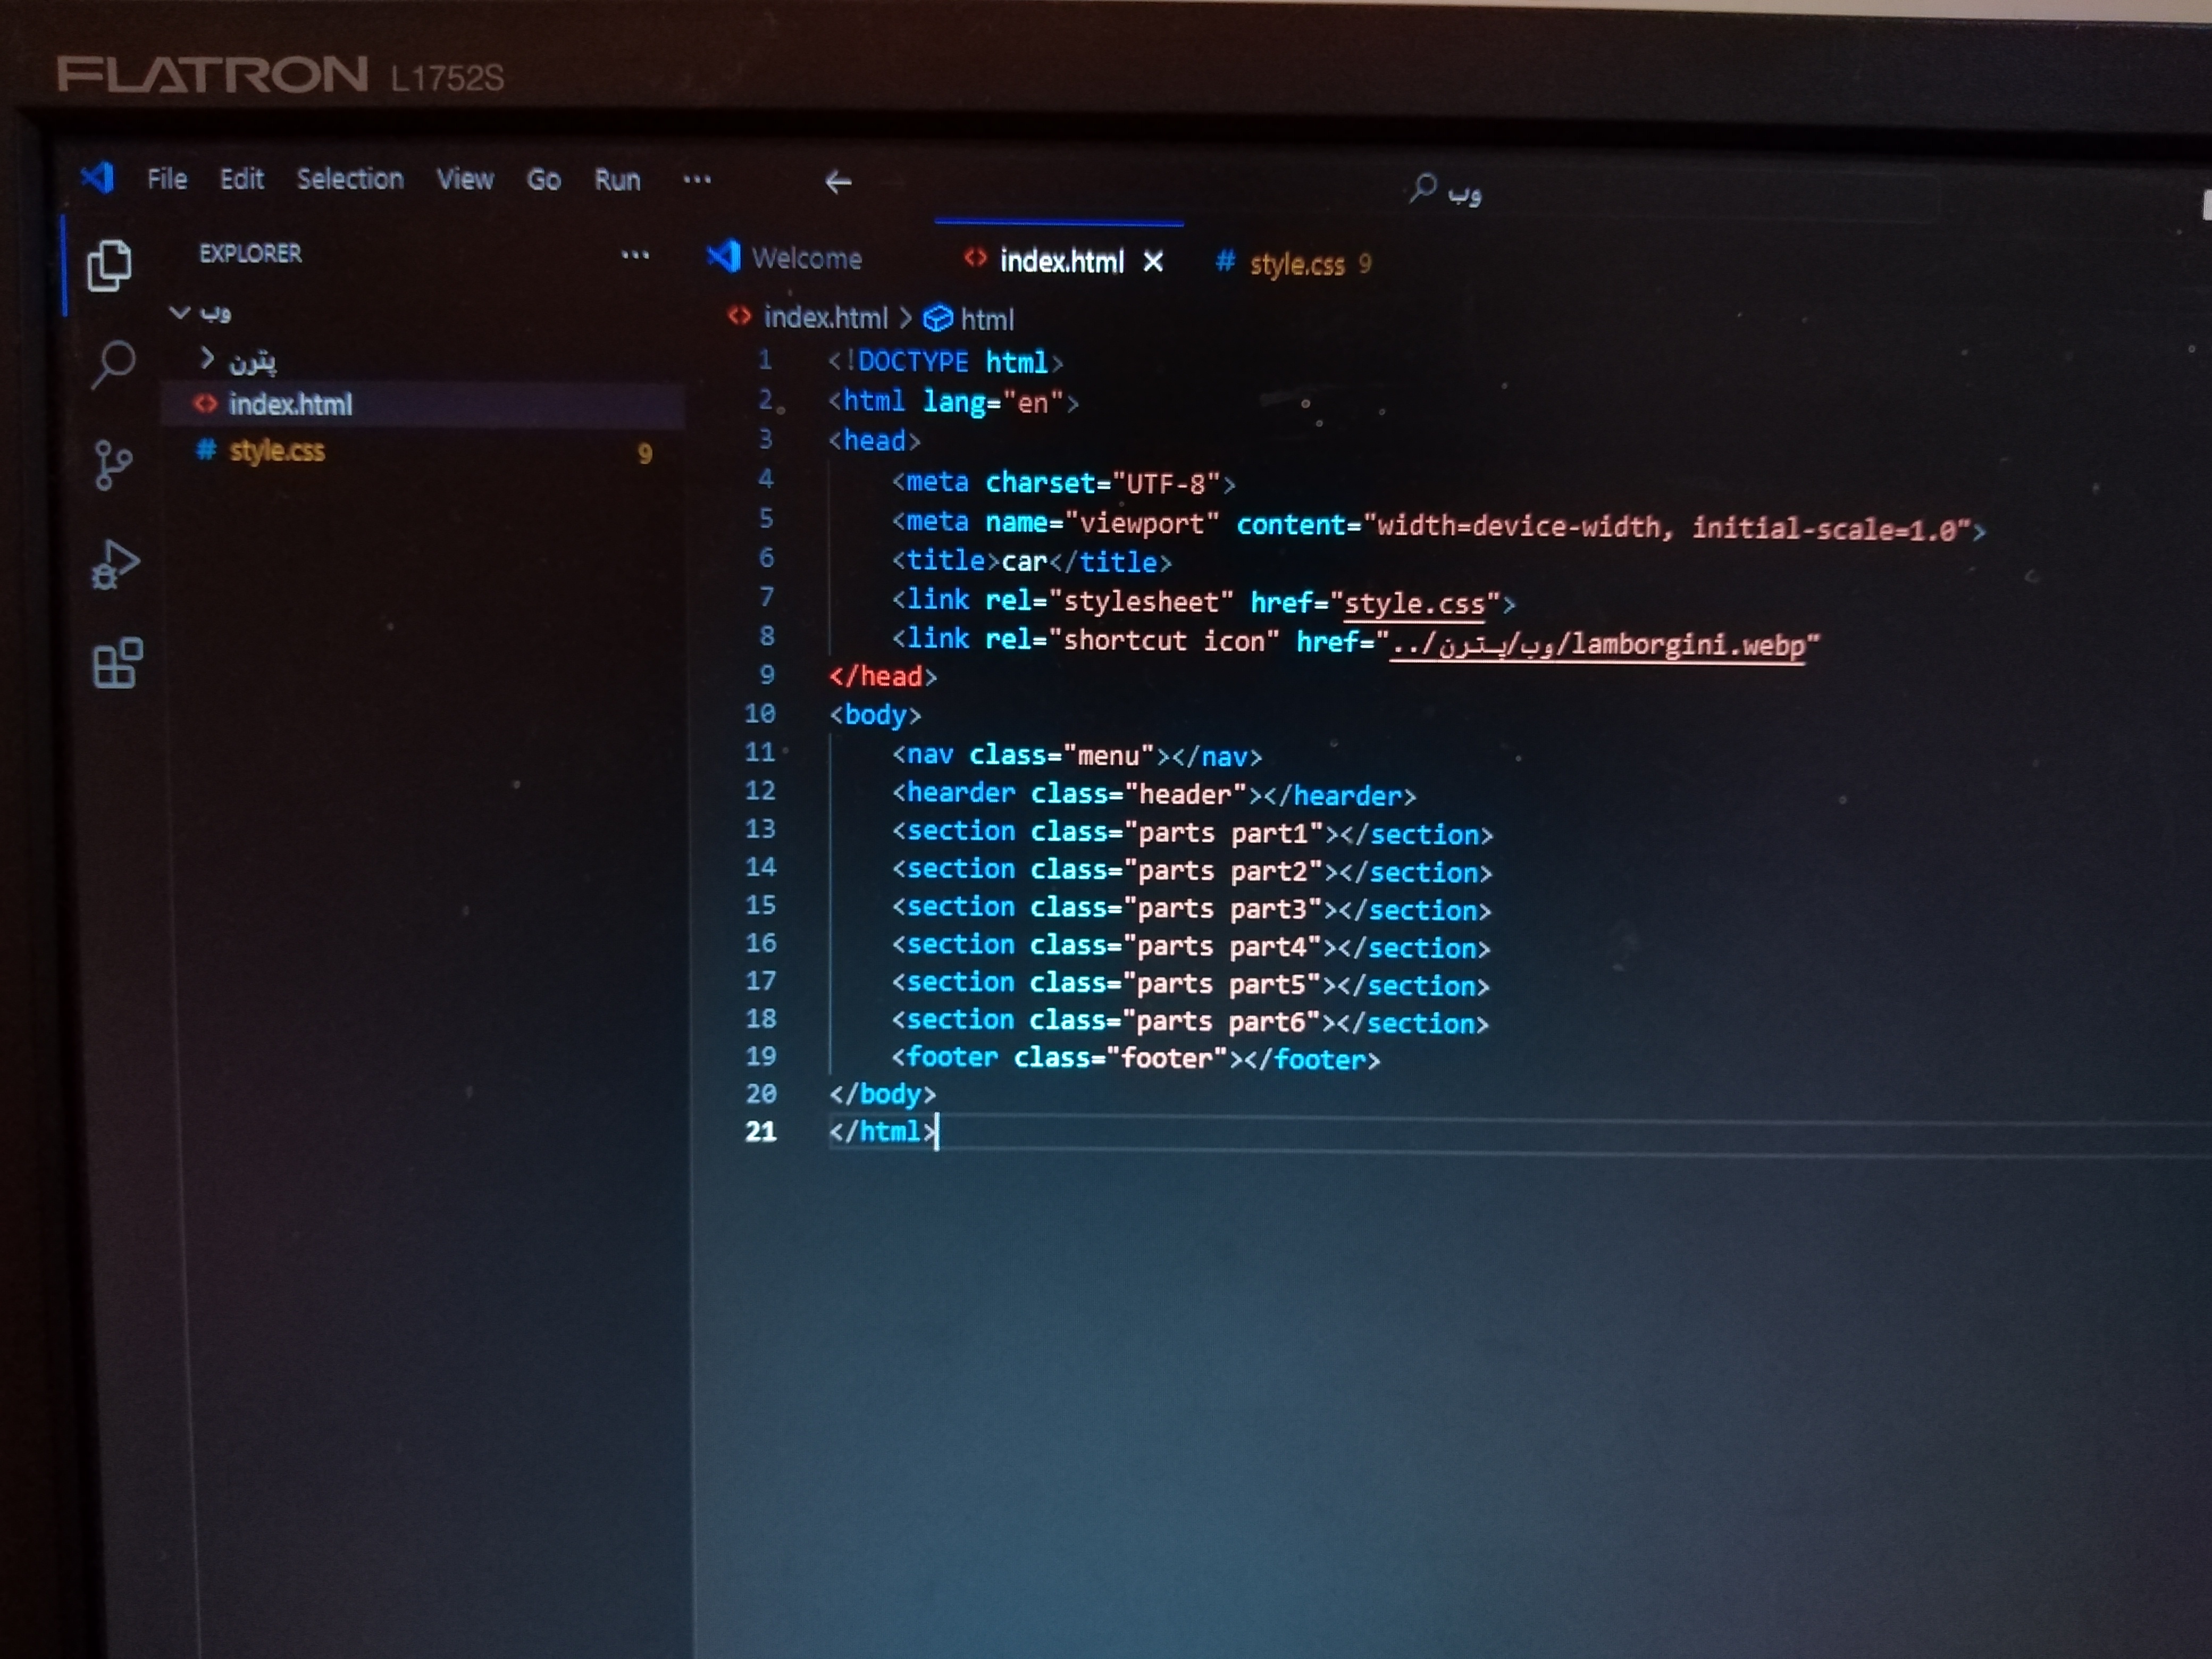 FLATRON L1752S
File Edit Selection View Go Run ... وب
EXPLORER ...
وب
پترن
index.html
# style.css 9
Welcome index.html # style.css 9
index.html > html
1 <!DOCTYPE html>
2 <html lang="en">
3 <head>
4 <meta charset="UTF-8">
5 <meta name="viewport" content="width=device-width, initial-scale=1.0">
6 <title>car</title>
7 <link rel="stylesheet" href="style.css">
8 <link rel="shortcut icon" href="../وب/پترن/lamborgini.webp"
9 </head>
10 <body>
11 <nav class="menu"></nav>
12 <hearder class="header"></hearder>
13 <section class="parts part1"></section>
14 <section class="parts part2"></section>
15 <section class="parts part3"></section>
16 <section class="parts part4"></section>
17 <section class="parts part5"></section>
18 <section class="parts part6"></section>
19 <footer class="footer"></footer>
20 </body>
21 </html>